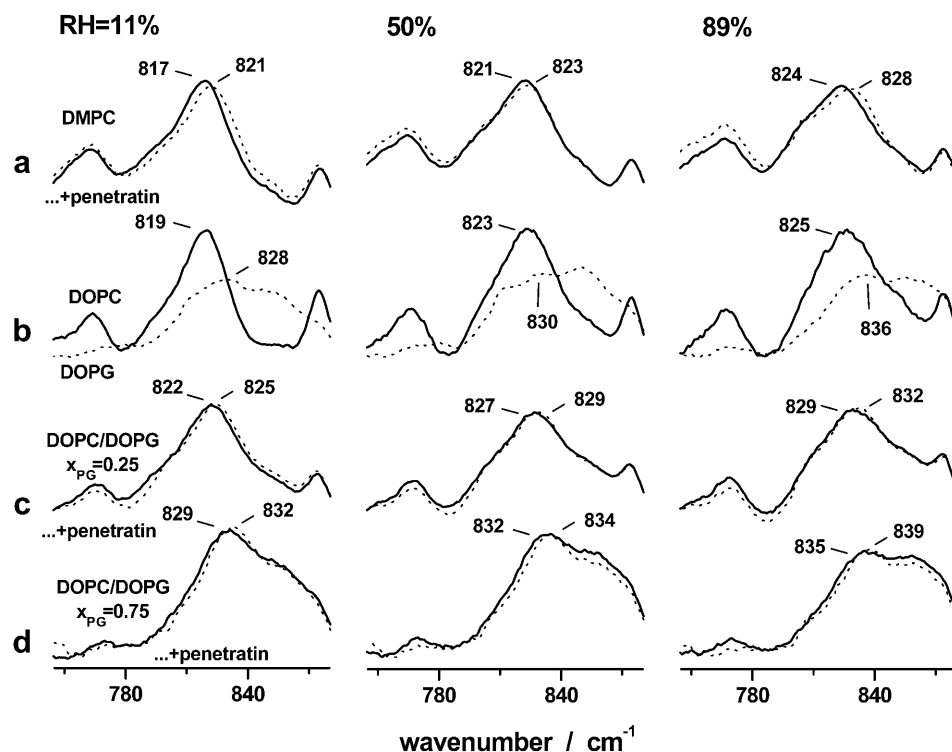 RH=11% 50% 89%
817 821 821 823 824 828
DMPC
a
...+penetratin
819 828 823 830 825 836
DOPC
b
DOPG
822 825 827 829 829 832
DOPC/DOPG
x_PG=0.25
c
...+penetratin
829 832 832 834 835 839
DOPC/DOPG
x_PG=0.75
d
...+penetratin
780 840 780 840 780 840
wavenumber / cm⁻¹